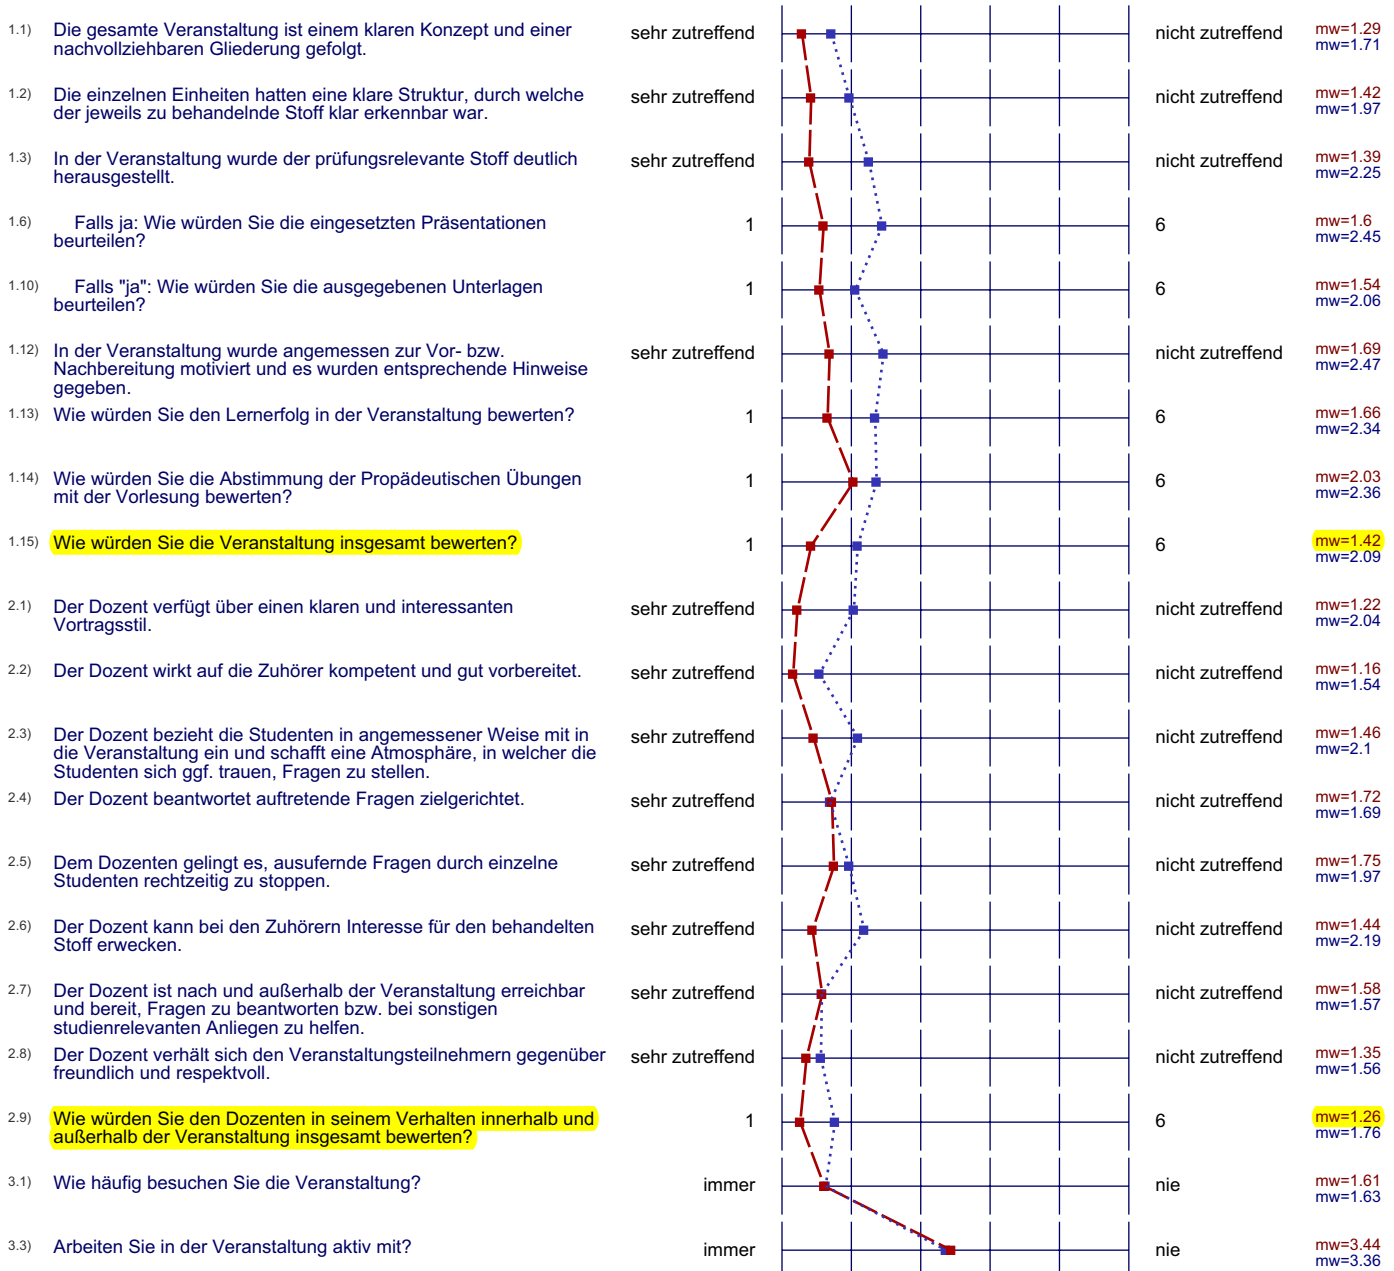 1.1) Die gesamte Veranstaltung ist einem klaren Konzept und einer
nachvollziehbaren Gliederung gefolgt.
sehr zutreffend
nicht zutreffend
mw=1.29
mw=1.71
1.2) Die einzelnen Einheiten hatten eine klare Struktur, durch welche
der jeweils zu behandelnde Stoff klar erkennbar war.
sehr zutreffend
nicht zutreffend
mw=1.42
mw=1.97
1.3) In der Veranstaltung wurde der prüfungsrelevante Stoff deutlich
herausgestellt.
sehr zutreffend
nicht zutreffend
mw=1.39
mw=2.25
1.6) Falls ja: Wie würden Sie die eingesetzten Präsentationen
beurteilen?
1
6
mw=1.6
mw=2.45
1.10) Falls "ja": Wie würden Sie die ausgegebenen Unterlagen
beurteilen?
1
6
mw=1.54
mw=2.06
1.12) In der Veranstaltung wurde angemessen zur Vor- bzw.
Nachbereitung motiviert und es wurden entsprechende Hinweise
gegeben.
sehr zutreffend
nicht zutreffend
mw=1.69
mw=2.47
1.13) Wie würden Sie den Lernerfolg in der Veranstaltung bewerten?
1
6
mw=1.66
mw=2.34
1.14) Wie würden Sie die Abstimmung der Propädeutischen Übungen
mit der Vorlesung bewerten?
1
6
mw=2.03
mw=2.36
1.15) Wie würden Sie die Veranstaltung insgesamt bewerten?
1
6
mw=1.42
mw=2.09
2.1) Der Dozent verfügt über einen klaren und interessanten
Vortragsstil.
sehr zutreffend
nicht zutreffend
mw=1.22
mw=2.04
2.2) Der Dozent wirkt auf die Zuhörer kompetent und gut vorbereitet.
sehr zutreffend
nicht zutreffend
mw=1.16
mw=1.54
2.3) Der Dozent bezieht die Studenten in angemessener Weise mit in
die Veranstaltung ein und schafft eine Atmosphäre, in welcher die
Studenten sich ggf. trauen, Fragen zu stellen.
sehr zutreffend
nicht zutreffend
mw=1.46
mw=2.1
2.4) Der Dozent beantwortet auftretende Fragen zielgerichtet.
sehr zutreffend
nicht zutreffend
mw=1.72
mw=1.69
2.5) Dem Dozenten gelingt es, ausufernde Fragen durch einzelne
Studenten rechtzeitig zu stoppen.
sehr zutreffend
nicht zutreffend
mw=1.75
mw=1.97
2.6) Der Dozent kann bei den Zuhörern Interesse für den behandelten
Stoff erwecken.
sehr zutreffend
nicht zutreffend
mw=1.44
mw=2.19
2.7) Der Dozent ist nach und außerhalb der Veranstaltung erreichbar
und bereit, Fragen zu beantworten bzw. bei sonstigen
studienrelevanten Anliegen zu helfen.
sehr zutreffend
nicht zutreffend
mw=1.58
mw=1.57
2.8) Der Dozent verhält sich den Veranstaltungsteilnehmern gegenüber
freundlich und respektvoll.
sehr zutreffend
nicht zutreffend
mw=1.35
mw=1.56
2.9) Wie würden Sie den Dozenten in seinem Verhalten innerhalb und
außerhalb der Veranstaltung insgesamt bewerten?
1
6
mw=1.26
mw=1.76
3.1) Wie häufig besuchen Sie die Veranstaltung?
immer
nie
mw=1.61
mw=1.63
3.3) Arbeiten Sie in der Veranstaltung aktiv mit?
immer
nie
mw=3.44
mw=3.36